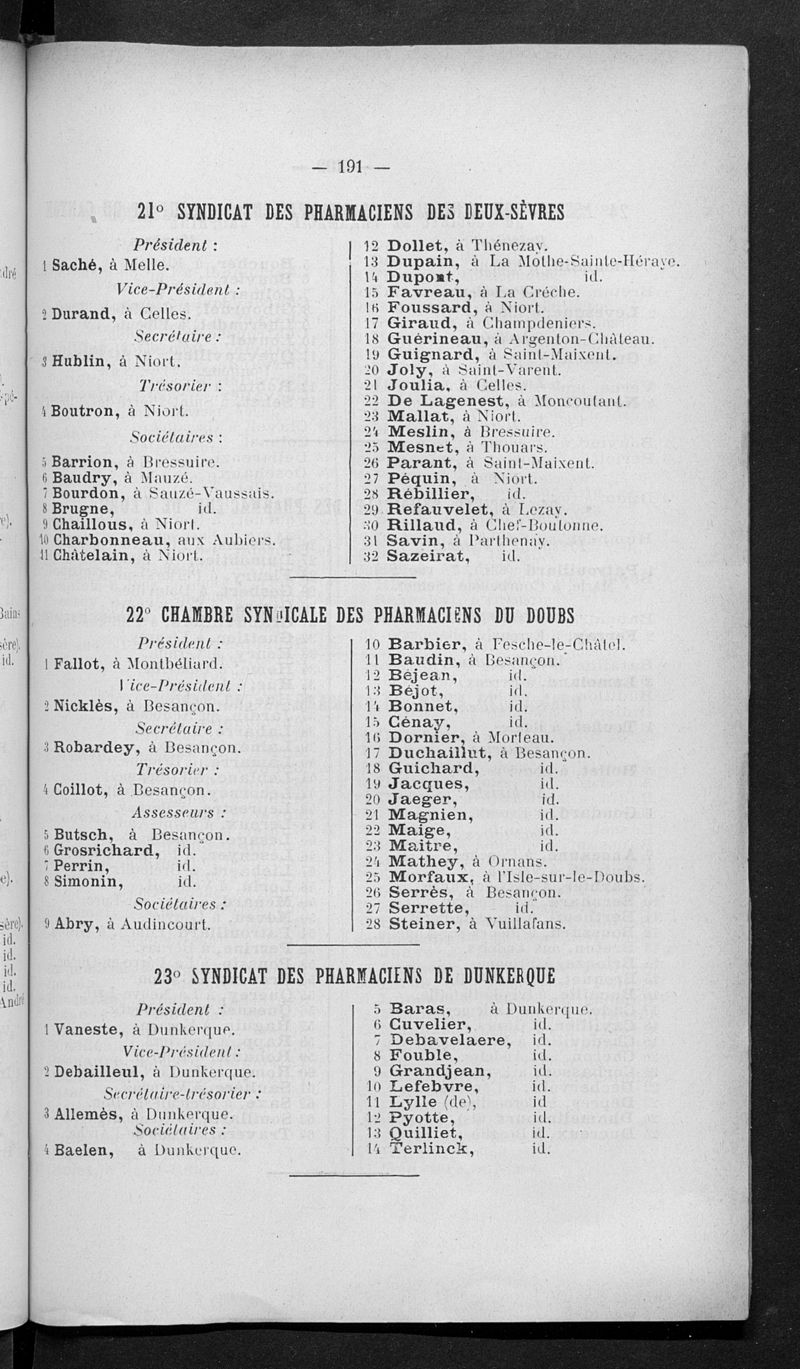 — 191 —
21° SYNDICAT DES PHARMACIENS DES DEUX-SÈVRES
Président :
1 Saché, à Melle.
Vice-Président :
2 Durand, à Celles.
Secrétaire :
3 Hublin, à Niort.
Trésorier :
4 Boutron, à Niort.
Sociétaires :
5 Barrion, à Bressuire.
6 Baudry, à Mauzé.
7 Bourdon, à Sauzé-Vaussais.
8 Brugne, id.
9 Chaillous, à Niort.
10 Charbonneau, aux Aubiers.
11 Châtelain, à Niort.
12 Dollet, à Thénezay.
13 Dupain, à La Mothe-Sainte-Héraye.
14 Dupont, id.
15 Favreau, à La Crèche.
16 Foussard, à Niort.
17 Giraud, à Champdeniers.
18 Guérineau, à Argenton-Château.
19 Guignard, à Saint-Maixent.
20 Joly, à Saint-Varent.
21 Joulia, à Celles.
22 De Lagenest, à Moncoutant.
23 Mallat, à Niort.
24 Meslin, à Bressuire.
25 Mesnet, à Thouars.
26 Parant, à Saint-Maixent.
27 Péquin, à Niort.
28 Rébillier, id.
29 Refauvelet, à Lezay.
30 Rillaud, à Chef-Boutonne.
31 Savin, à Parthenay.
32 Sazeirat, id.
22° CHAMBRE SYNDICALE DES PHARMACIENS DU DOUBS
Président :
1 Fallot, à Montbéliard.
Vice-Président :
2 Nicklès, à Besançon.
Secrétaire :
3 Robardey, à Besançon.
Trésorier :
4 Coillot, à Besançon.
Assesseurs :
5 Butsch, à Besançon.
6 Grosrichard, id.
7 Perrin, id.
8 Simonin, id.
Sociétaires :
9 Abry, à Audincourt.
10 Barbier, à Fesche-le-Châtel.
11 Baudin, à Besançon.
12 Béjean, id.
13 Béjot, id.
14 Bonnet, id.
15 Cénay, id.
16 Dornier, à Morteau.
17 Duchaillut, à Besançon.
18 Guichard, id.
19 Jacques, id.
20 Jaeger, id.
21 Magnien, id.
22 Maige, id.
23 Maitre, id.
24 Mathey, à Ornans.
25 Morfaux, à l'Isle-sur-le-Doubs.
26 Serrès, à Besançon.
27 Serrette, id.
28 Steiner, à Vuillafans.
23° SYNDICAT DES PHARMACIENS DE DUNKERQUE
Président :
1 Vaneste, à Dunkerque.
Vice-Président :
2 Debailleul, à Dunkerque.
Secrétaire-trésorier :
3 Allemès, à Dunkerque.
Sociétaires :
4 Baelen, à Dunkerque.
5 Baras, à Dunkerque.
6 Cuvelier, id.
7 Debavelaere, id.
8 Fouble, id.
9 Grandjean, id.
10 Lefebvre, id.
11 Lylle (de), id
12 Pyotte, id.
13 Quilliet, id.
14 Terlinck, id.